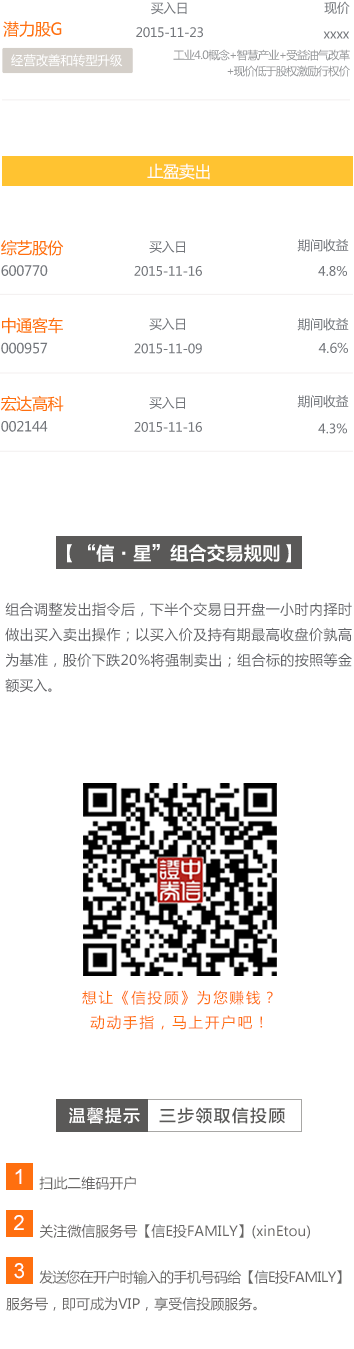 潜力股G 买入日 现价
2015-11-23 xxxx
经营改善和转型升级 工业4.0概念+智慧产业+受益油气改革
+现价低于股权激励行权价
止盈卖出
综艺股份 买入日 期间收益
600770 2015-11-16 4.8%
中通客车 买入日 期间收益
000957 2015-11-09 4.6%
宏达高科 买入日 期间收益
002144 2015-11-16 4.3%
【“信·星”组合交易规则】
组合调整发出指令后，下半个交易日开盘一小时内择时
做出买入卖出操作；以买入价及持有期最高收盘价孰高
为基准，股价下跌20%将强制卖出；组合标的按照等金
额买入。
中信證券
想让《信投顾》为您赚钱？
动动手指，马上开户吧！
温馨提示 三步领取信投顾
1 扫此二维码开户
2 关注微信服务号【信E投FAMILY】(xinEtou)
3 发送您在开户时输入的手机号码给【信E投FAMILY】
服务号，即可成为VIP，享受信投顾服务。